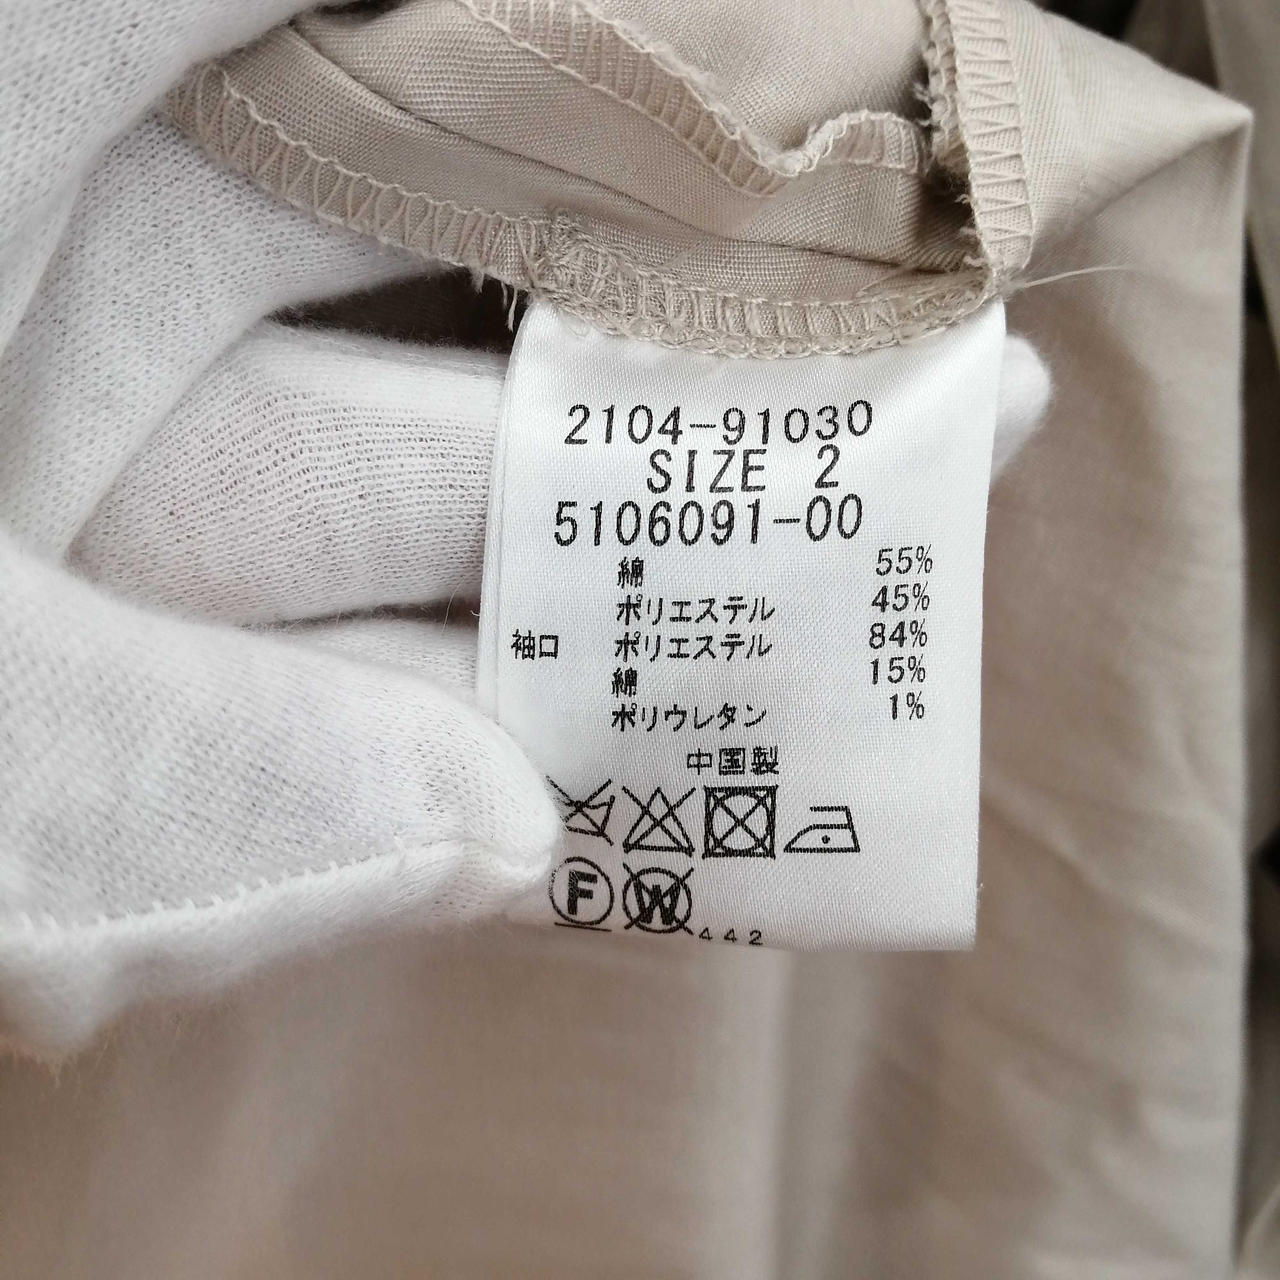 2104-91030
SIZE 2
5106091-00
綿 55%
ポリエステル 45%
袖口 ポリエステル 84%
綿 15%
ポリウレタン 1%
中国製
F W
442